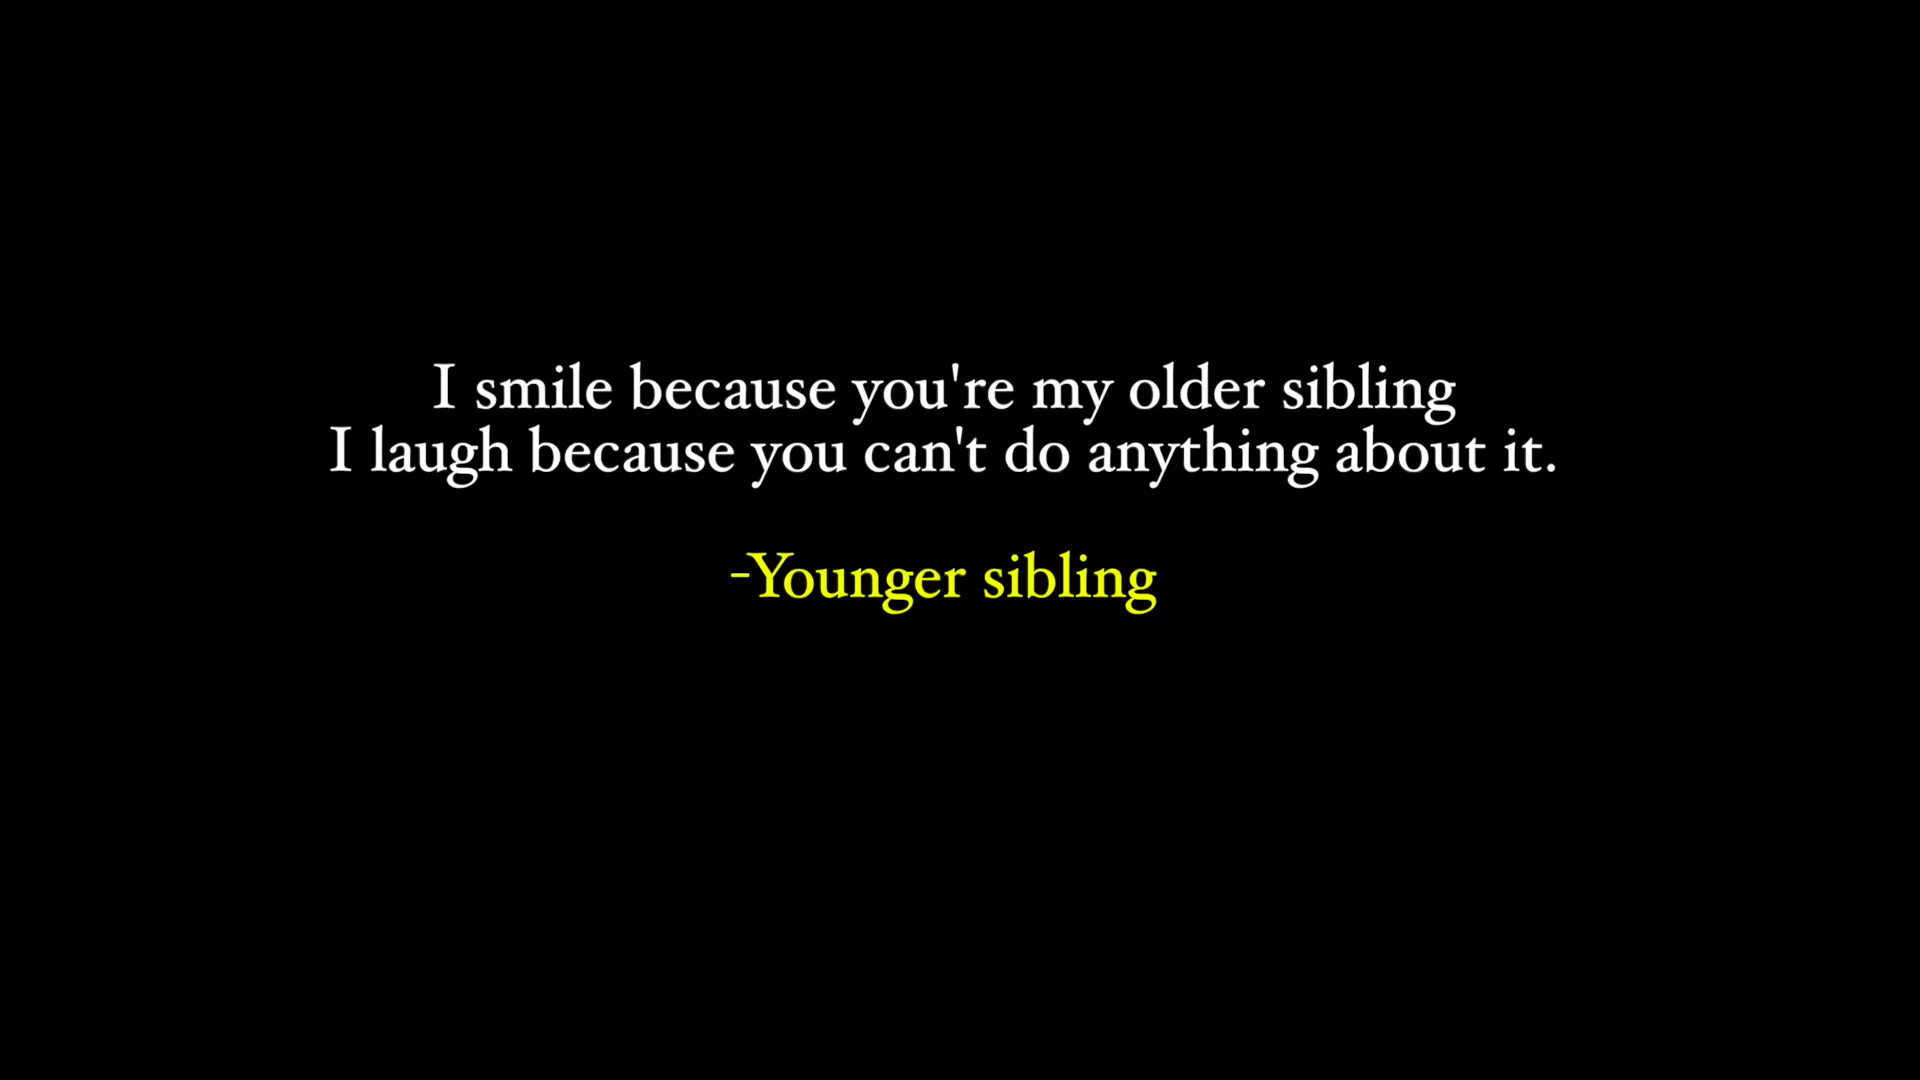 I smile because you're my older sibling
I laugh because you can't do anything about it.
-Younger sibling